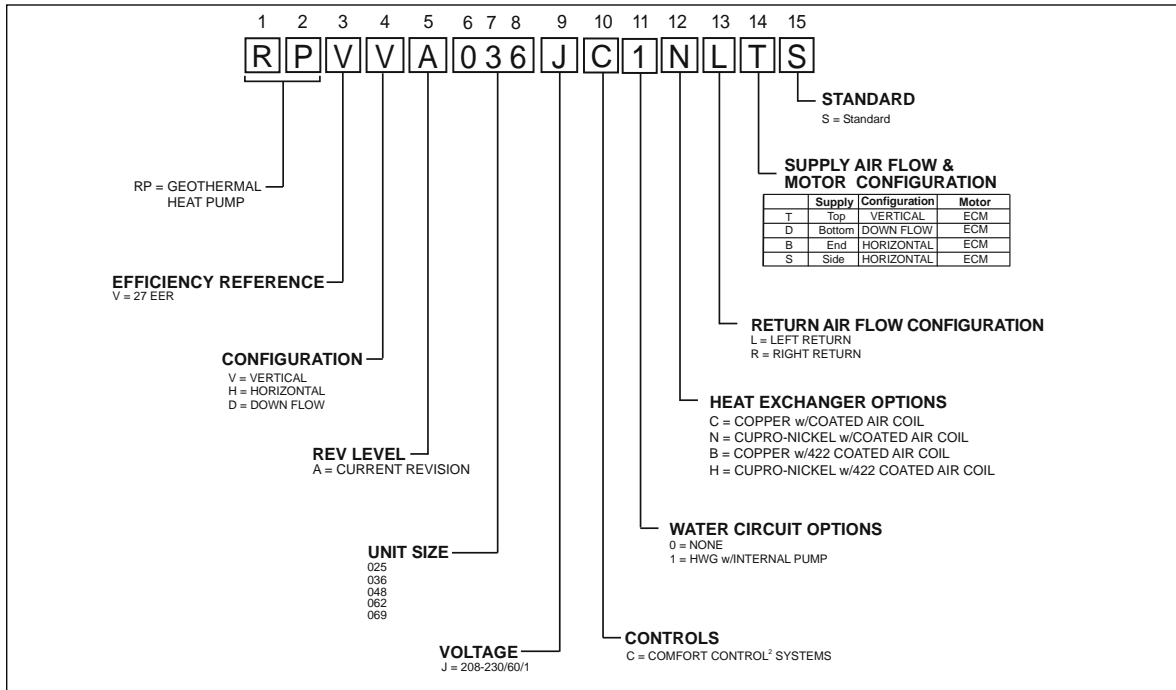 1 2 3 4 5 6 7 8 9 10 11 12 13 14 15
R P V V A 0 3 6 J C 1 N L T S
STANDARD
S = Standard
SUPPLY AIR FLOW &
MOTOR CONFIGURATION
Supply Configuration Motor
T Top VERTICAL ECM
D Bottom DOWN FLOW ECM
B End HORIZONTAL ECM
S Side HORIZONTAL ECM
RP = GEOTHERMAL
HEAT PUMP
EFFICIENCY REFERENCE
V = 27 EER
RETURN AIR FLOW CONFIGURATION
L = LEFT RETURN
R = RIGHT RETURN
CONFIGURATION
V = VERTICAL
H = HORIZONTAL
D = DOWN FLOW
HEAT EXCHANGER OPTIONS
C = COPPER w/COATED AIR COIL
N = CUPRO-NICKEL w/COATED AIR COIL
B = COPPER w/422 COATED AIR COIL
H = CUPRO-NICKEL w/422 COATED AIR COIL
REV LEVEL
A = CURRENT REVISION
WATER CIRCUIT OPTIONS
0 = NONE
1 = HWG w/INTERNAL PUMP
UNIT SIZE
025
036
048
062
069
CONTROLS
C = COMFORT CONTROL² SYSTEMS
VOLTAGE
J = 208-230/60/1